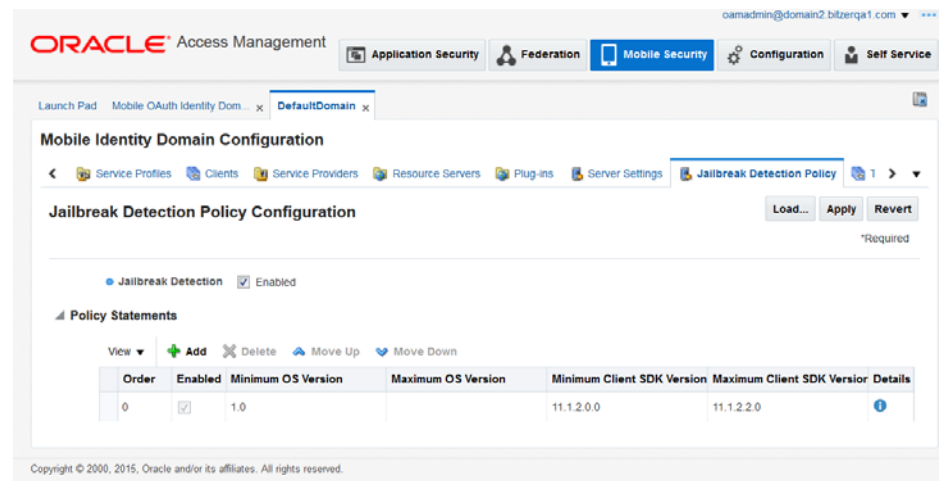 oamadmin@domain2.bitzerqa1.com
ORACLE Access Management
Application Security Federation Mobile Security Configuration Self Service
Launch Pad Mobile OAuth Identity Dom... x DefaultDomain x
Mobile Identity Domain Configuration
Service Profiles Clients Service Providers Resource Servers Plug-ins Server Settings Jailbreak Detection Policy T
Jailbreak Detection Policy Configuration
Load... Apply Revert
*Required
Jailbreak Detection Enabled
Policy Statements
View Add Delete Move Up Move Down
Order Enabled Minimum OS Version Maximum OS Version Minimum Client SDK Version Maximum Client SDK Version Details
0 1.0 11.1.2.0.0 11.1.2.2.0
Copyright © 2000, 2015, Oracle and/or its affiliates. All rights reserved.